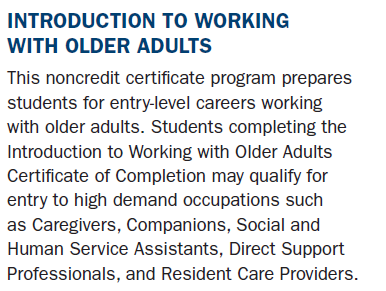 INTRODUCTION TO WORKING
WITH OLDER ADULTS
This noncredit certificate program prepares
students for entry-level careers working
with older adults. Students completing the
Introduction to Working with Older Adults
Certificate of Completion may qualify for
entry to high demand occupations such
as Caregivers, Companions, Social and
Human Service Assistants, Direct Support
Professionals, and Resident Care Providers.